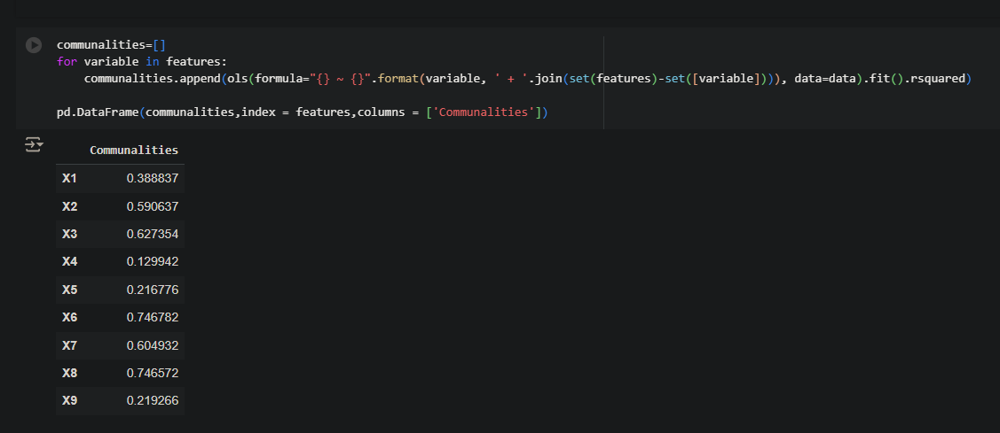 communalities=[]
for variable in features:
    communalities.append(ols(formula="{} ~ {}".format(variable, ' + '.join(set(features)-set([variable]))), data=data).fit().rsquared)
pd.DataFrame(communalities,index = features,columns = ['Communalities'])
Communalities
X1 0.388837
X2 0.590637
X3 0.627354
X4 0.129942
X5 0.216776
X6 0.746782
X7 0.604932
X8 0.746572
X9 0.219266